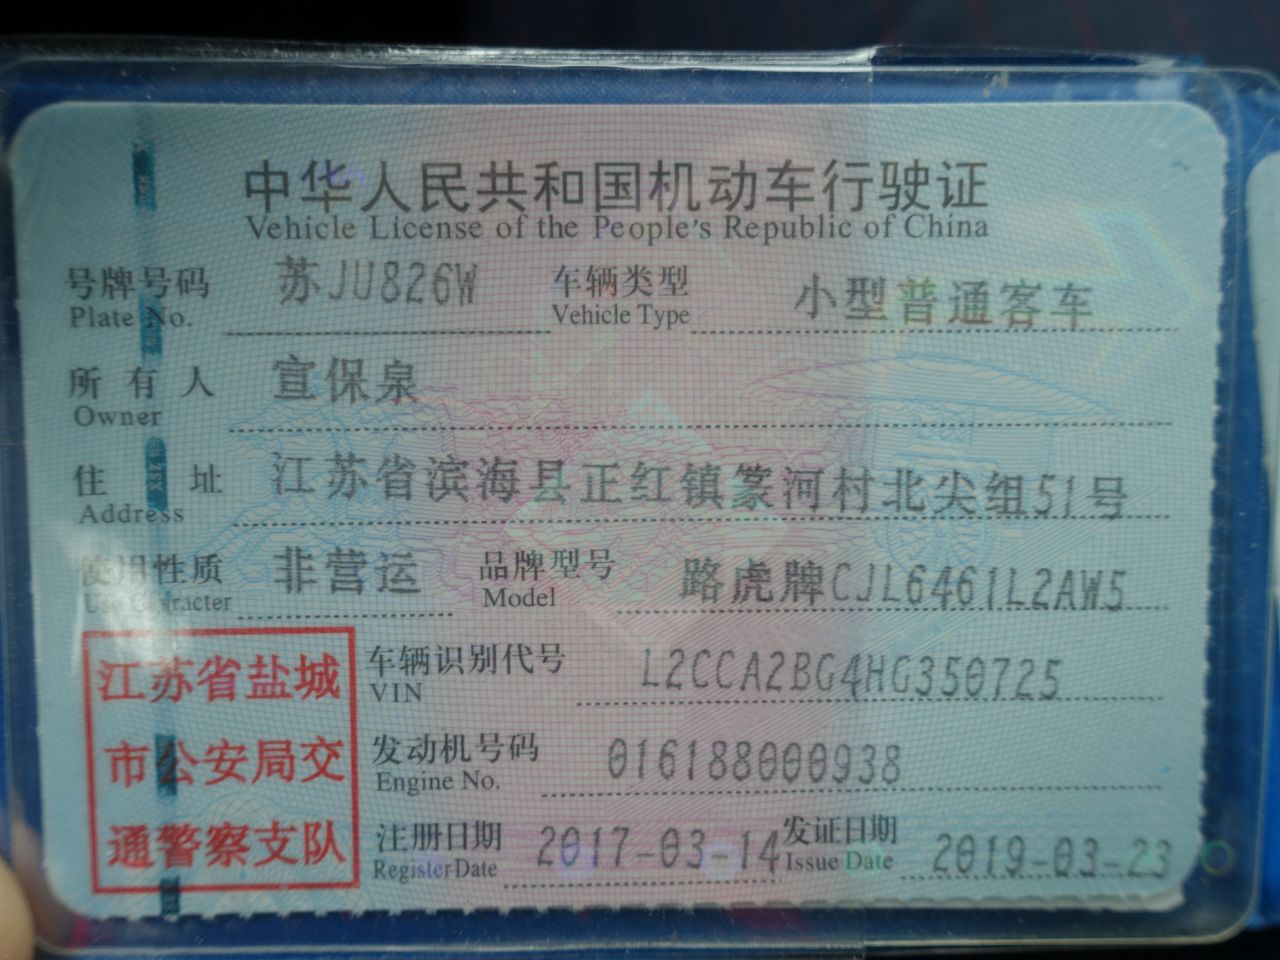 中华人民共和国机动车行驶证
Vehicle License of the People's Republic of China
号牌号码 苏JU826W 车辆类型 小型普通客车
Plate No. Vehicle Type
所有人 宣保泉
Owner
住址 江苏省滨海县正红镇篆河村北尖组51号
Address
使用性质 非营运 品牌型号 路虎牌CJL6461L2AW5
Use Character Model
江苏省盐城
市公安局交
通警察支队
车辆识别代号 L2CCA2BG4HG350725
VIN
发动机号码 016188000938
Engine No.
注册日期 2017-03-14 发证日期 2019-03-23
Register Date Issue Date